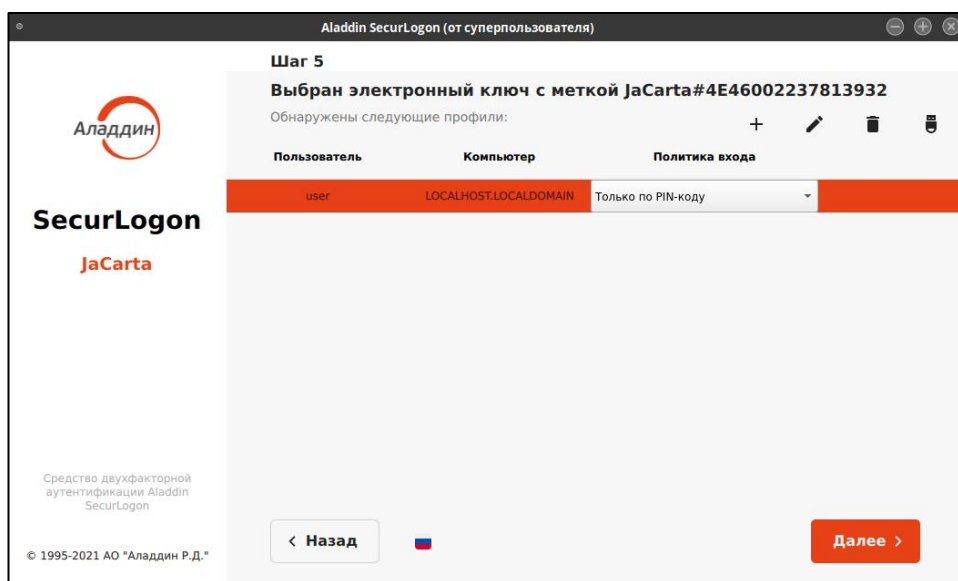 Aladdin SecurLogon (от суперпользователя)
Шаг 5
Выбран электронный ключ с меткой JaCarta#4E46002237813932
Обнаружены следующие профили:
Пользователь Компьютер Политика входа
user LOCALHOST.LOCALDOMAIN Только по PIN-коду
Аладдин
SecurLogon
JaCarta
Средство двухфакторной
аутентификации Aladdin
SecurLogon
© 1995-2021 АО "Аладдин Р.Д."
< Назад
Далее >